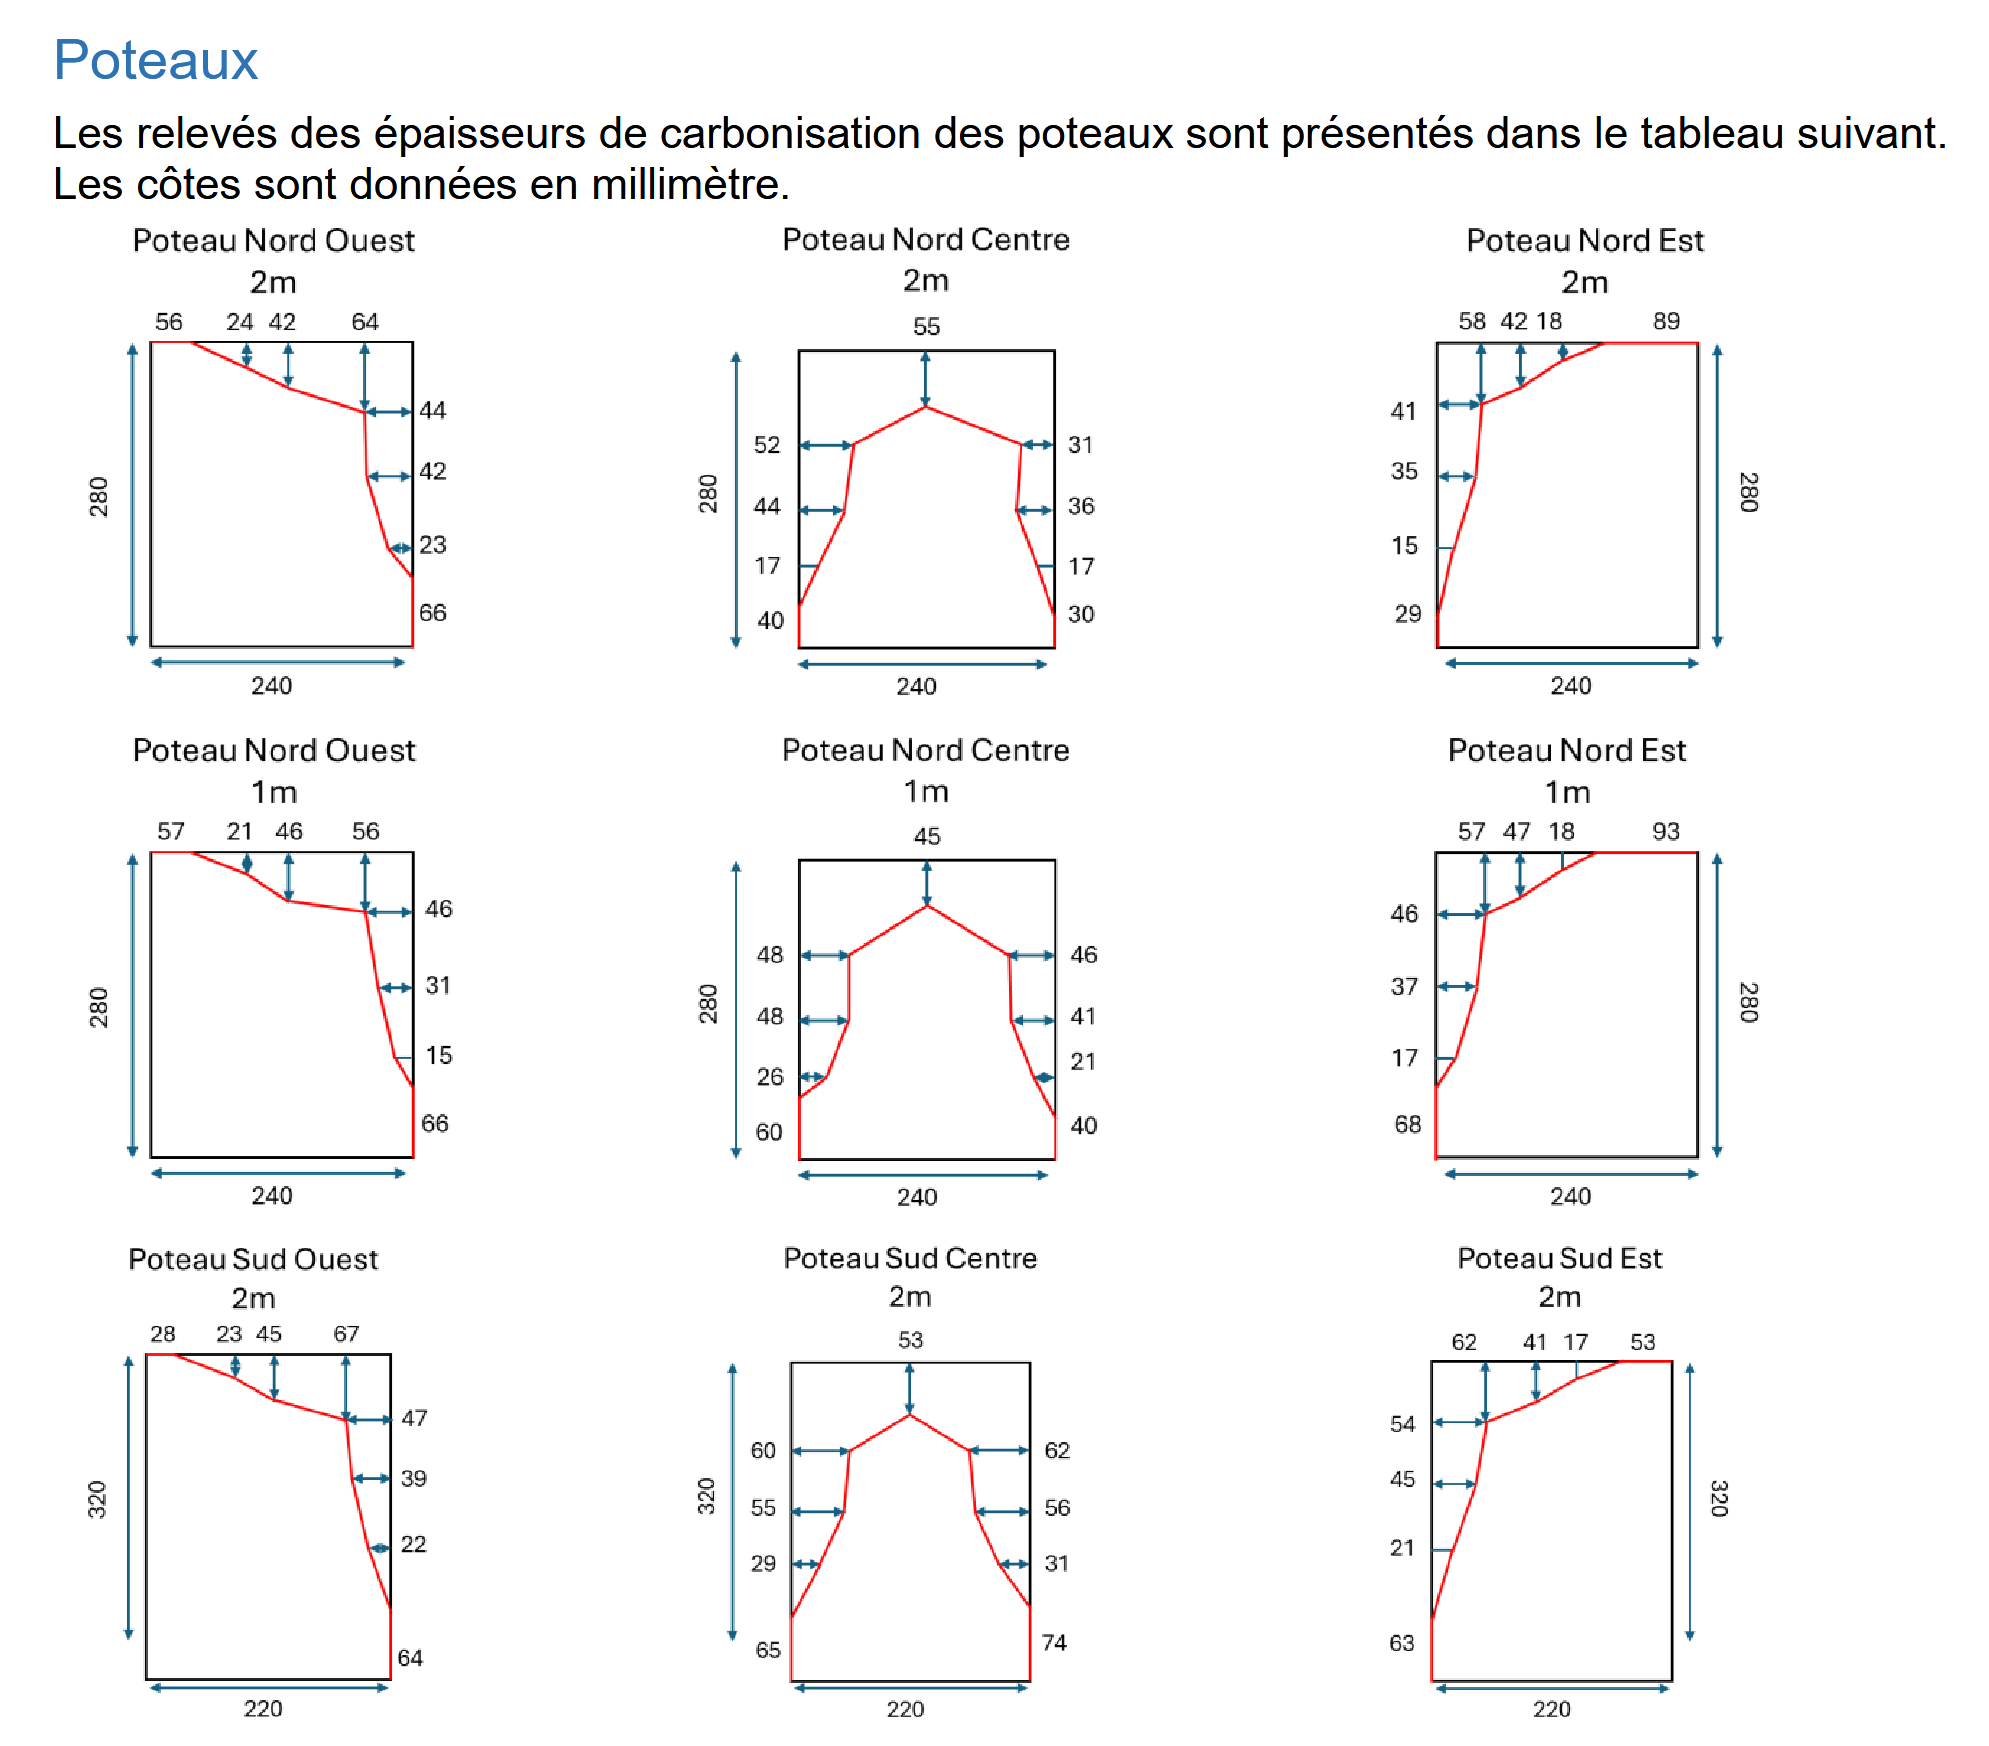 Poteaux
Les relevés des épaisseurs de carbonisation des poteaux sont présentés dans le tableau suivant.
Les côtes sont données en millimètre.
Poteau Nord Ouest
2m
56 24 42 64
44
42
23
66
280
240
Poteau Nord Centre
2m
55
52
44
17
40
31
36
17
30
280
240
Poteau Nord Est
2m
58 42 18 89
41
35
15
29
280
240
Poteau Nord Ouest
1m
57 21 46 56
46
31
15
66
280
240
Poteau Nord Centre
1m
45
48
48
26
60
46
41
21
40
280
240
Poteau Nord Est
1m
57 47 18 93
46
37
17
68
280
240
Poteau Sud Ouest
2m
28 23 45 67
47
39
22
64
320
220
Poteau Sud Centre
2m
53
60
55
29
65
62
56
31
74
320
220
Poteau Sud Est
2m
62 41 17 53
54
45
21
63
320
220